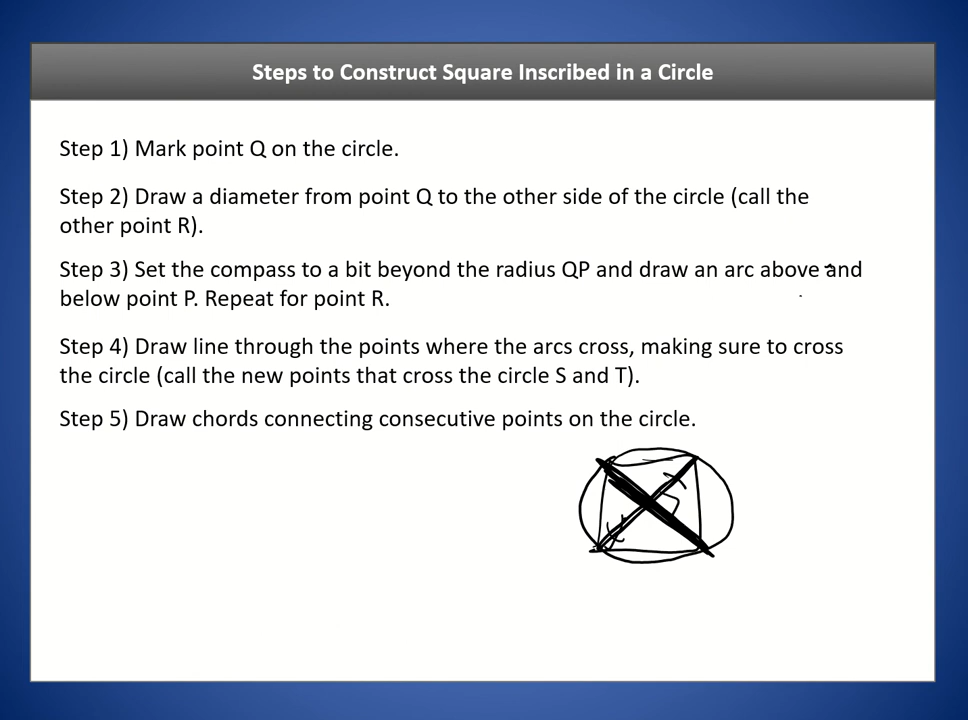 Steps to Construct Square Inscribed in a Circle
Step 1) Mark point Q on the circle.
Step 2) Draw a diameter from point Q to the other side of the circle (call the
other point R).
Step 3) Set the compass to a bit beyond the radius QP and draw an arc above and
below point P. Repeat for point R.
Step 4) Draw line through the points where the arcs cross, making sure to cross
the circle (call the new points that cross the circle S and T).
Step 5) Draw chords connecting consecutive points on the circle.